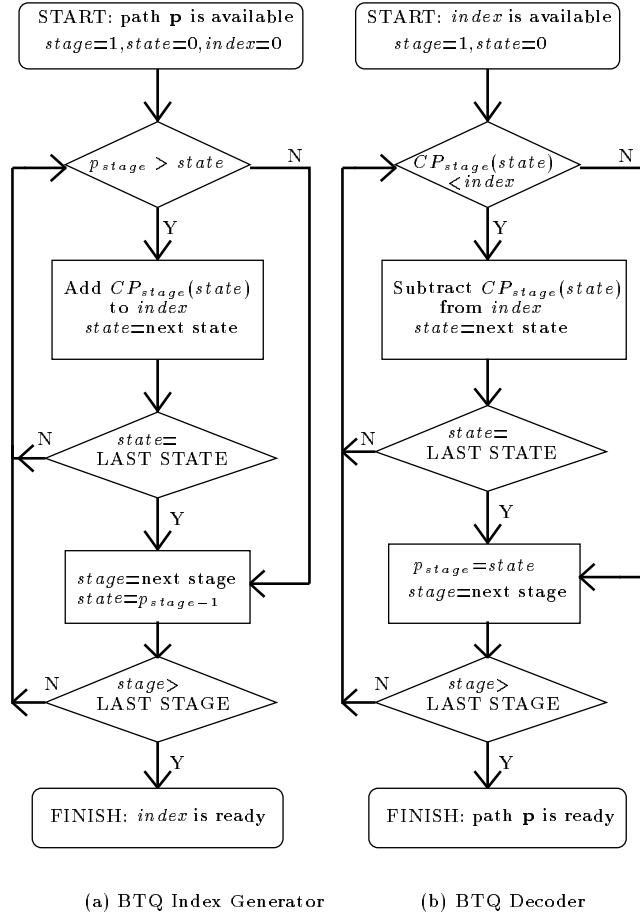 START: path p is available
stage=1,state=0,index=0
p_stage > state
N
Y
Add CP_stage(state)
to index
state=next state
N
state=
LAST STATE
Y
stage=next stage
state=p_stage−1
N
stage>
LAST STAGE
Y
FINISH: index is ready
(a) BTQ Index Generator
START: index is available
stage=1,state=0
CP_stage(state)
<index
N
Y
Subtract CP_stage(state)
from index
state=next state
N
state=
LAST STATE
Y
p_stage=state
stage=next stage
N
stage>
LAST STAGE
Y
FINISH: path p is ready
(b) BTQ Decoder